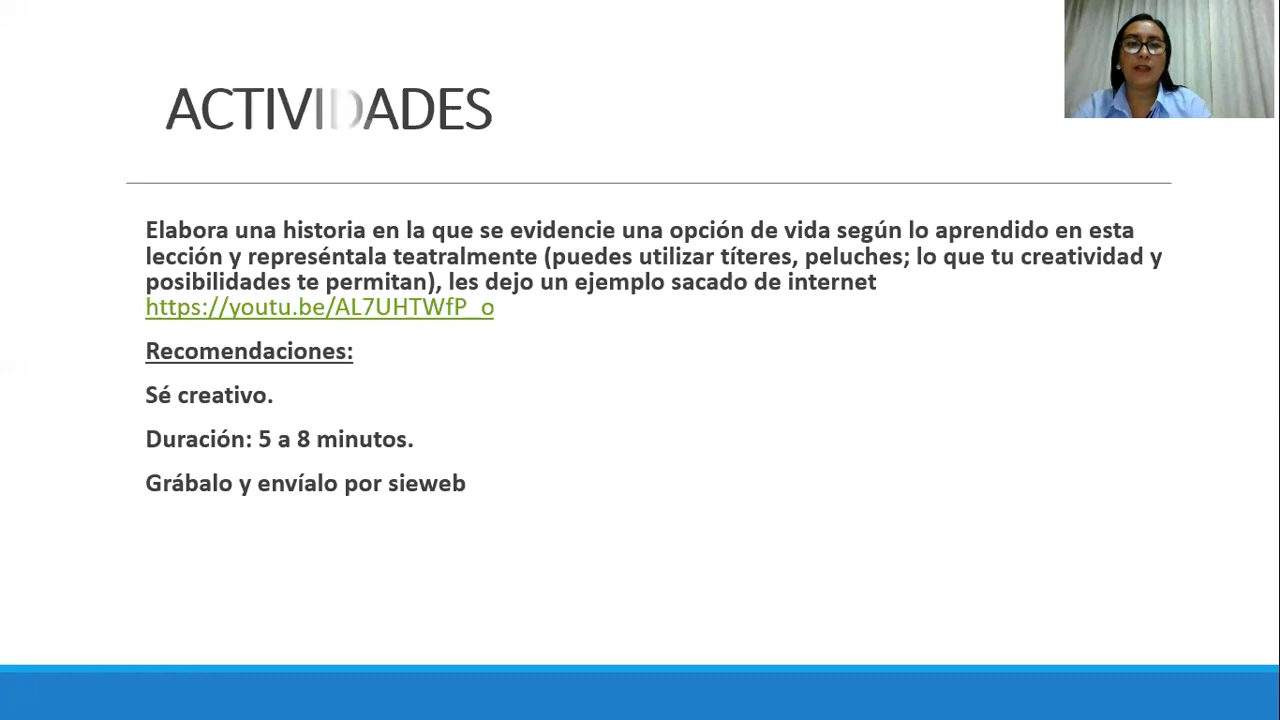 ACTIVIDADES
Elabora una historia en la que se evidencie una opción de vida según lo aprendido en esta
lección y represéntala teatralmente (puedes utilizar títeres, peluches; lo que tu creatividad y
posibilidades te permitan), les dejo un ejemplo sacado de internet
https://youtu.be/AL7UHTWfP_o
Recomendaciones:
Sé creativo.
Duración: 5 a 8 minutos.
Grábalo y envíalo por sieweb